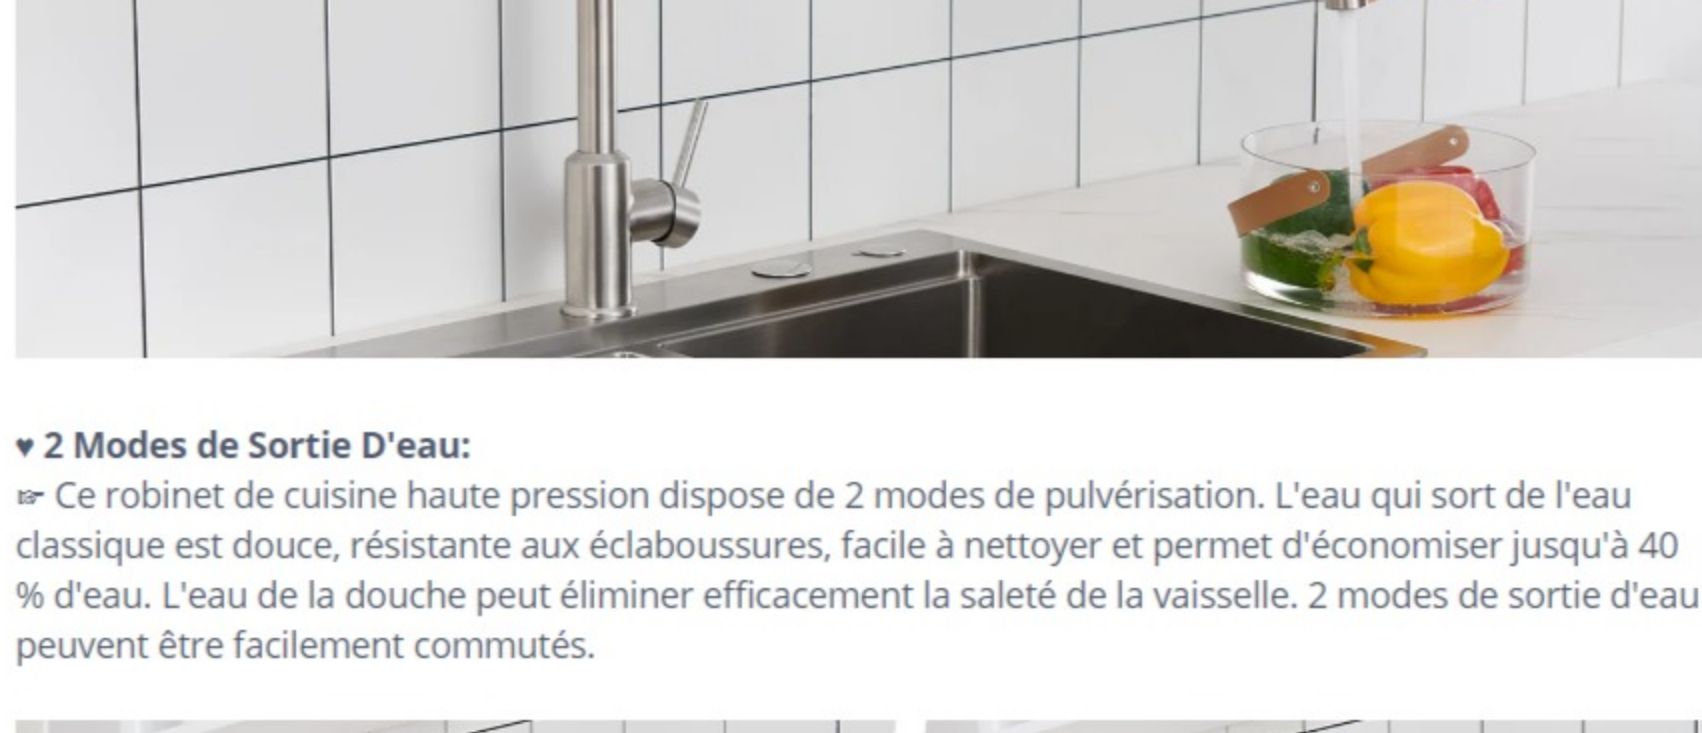 ♥ 2 Modes de Sortie D'eau:
☞ Ce robinet de cuisine haute pression dispose de 2 modes de pulvérisation. L'eau qui sort de l'eau
classique est douce, résistante aux éclaboussures, facile à nettoyer et permet d'économiser jusqu'à 40
% d'eau. L'eau de la douche peut éliminer efficacement la saleté de la vaisselle. 2 modes de sortie d'eau
peuvent être facilement commutés.